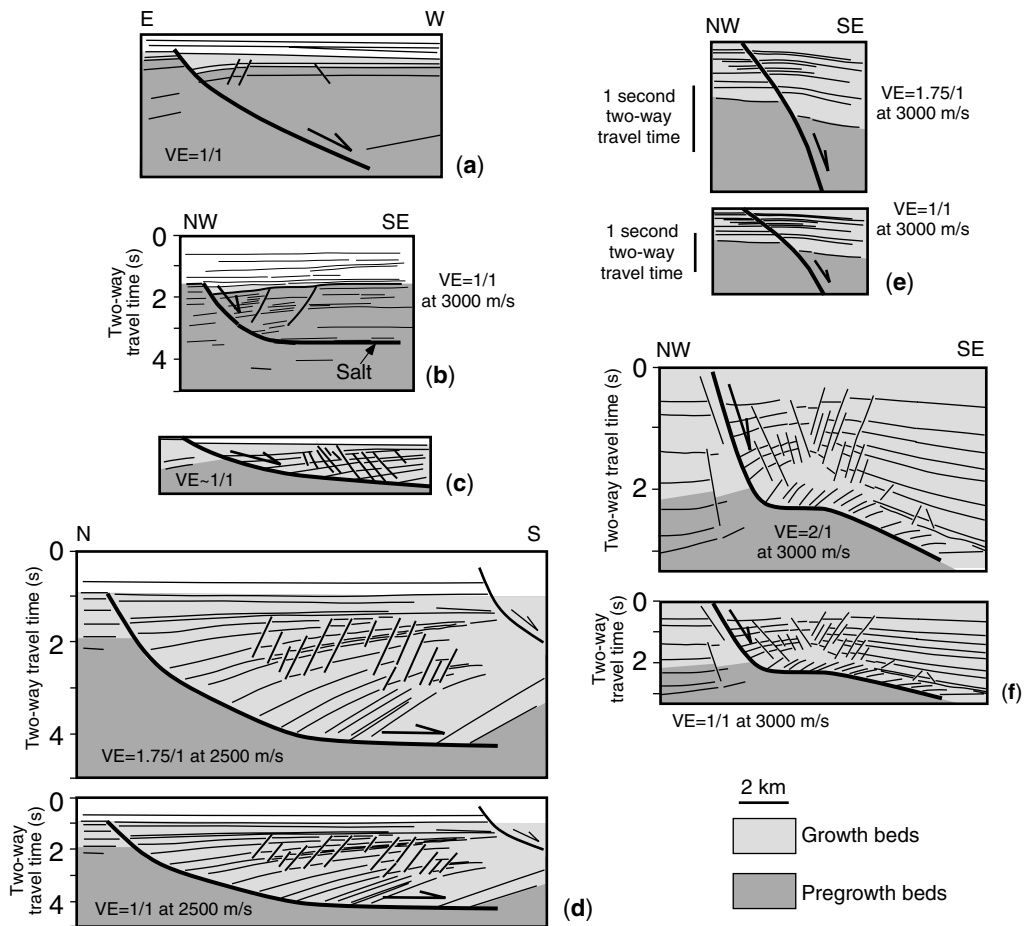 E
W
VE=1/1
(a)
NW
SE
0
2
4
Two-way
travel time (s)
VE=1/1
at 3000 m/s
Salt
(b)
VE~1/1
(c)
N
S
0
2
4
Two-way travel time (s)
VE=1.75/1 at 2500 m/s
0
2
4
Two-way
travel time (s)
VE=1/1 at 2500 m/s
(d)
NW
SE
1 second
two-way
travel time
VE=1.75/1
at 3000 m/s
1 second
two-way
travel time
VE=1/1
at 3000 m/s
(e)
NW
SE
0
2
Two-way travel time (s)
VE=2/1
at 3000 m/s
0
2
Two-way
travel time (s)
VE=1/1 at 3000 m/s
(f)
2 km
Growth beds
Pregrowth beds